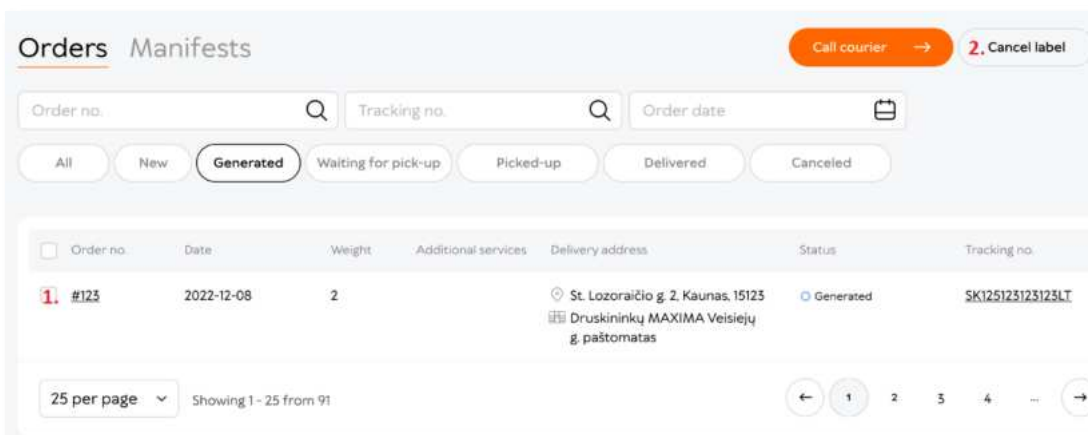 Orders Manifests Call courier → 2. Cancel label
Order no. Tracking no. Order date
All New Generated Waiting for pick-up Picked-up Delivered Canceled
Order no. Date Weight Additional services Delivery address Status Tracking no.
1. #123 2022-12-08 2 St. Lozoraičio g. 2, Kaunas, 15123 Generated SK125123123123LT
Druskininkų MAXIMA Veisiejų
g. paštomatas
25 per page Showing 1 - 25 from 91 ← 1 2 3 4 ... →